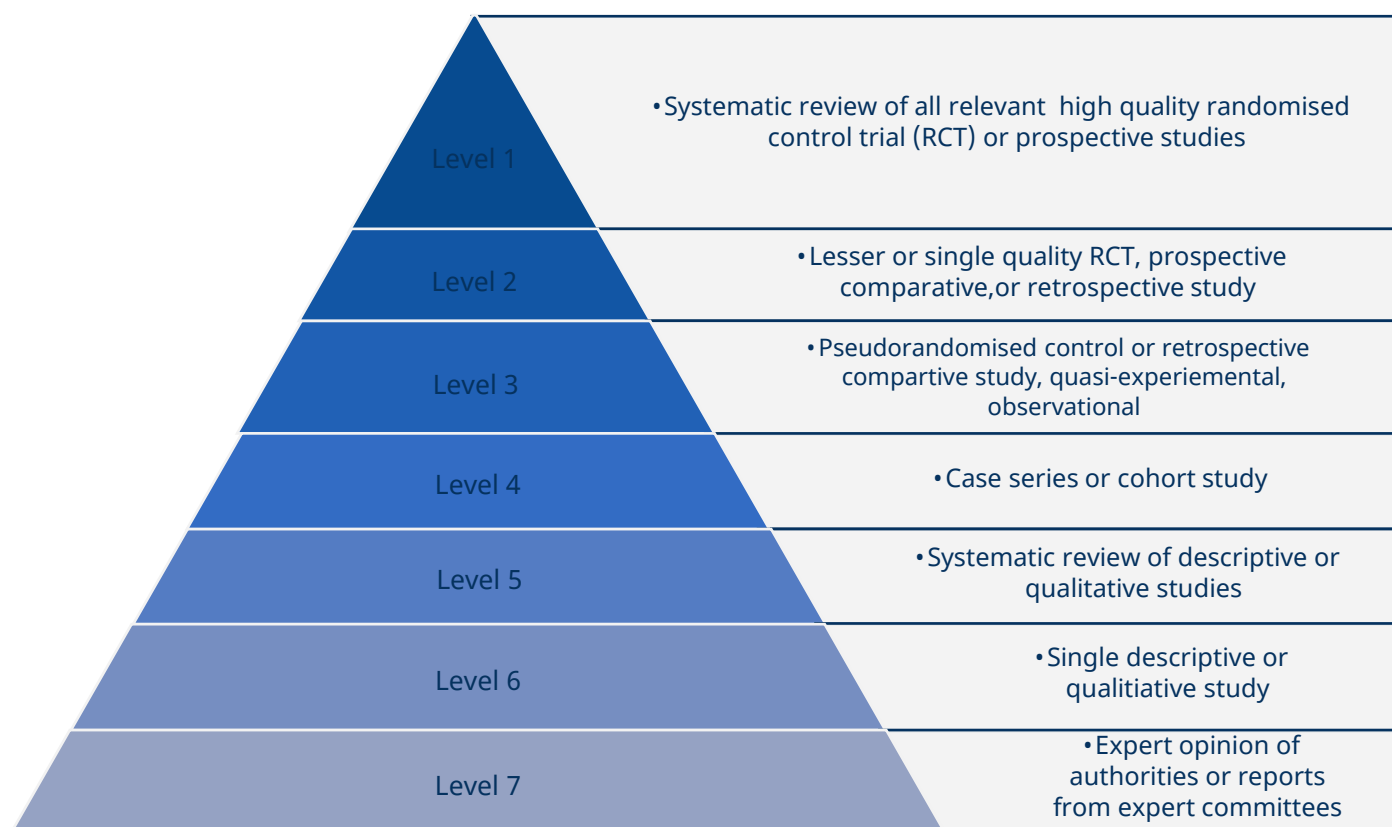 Level 1
•Systematic review of all relevant  high quality randomised
control trial (RCT) or prospective studies
Level 2
•Lesser or single quality RCT, prospective
comparative,or retrospective study
Level 3
•Pseudorandomised control or retrospective
compartive study, quasi-experiemental,
observational
Level 4
•Case series or cohort study
Level 5
•Systematic review of descriptive or
qualitative studies
Level 6
•Single descriptive or
qualitiative study
Level 7
•Expert opinion of
authorities or reports
from expert committees